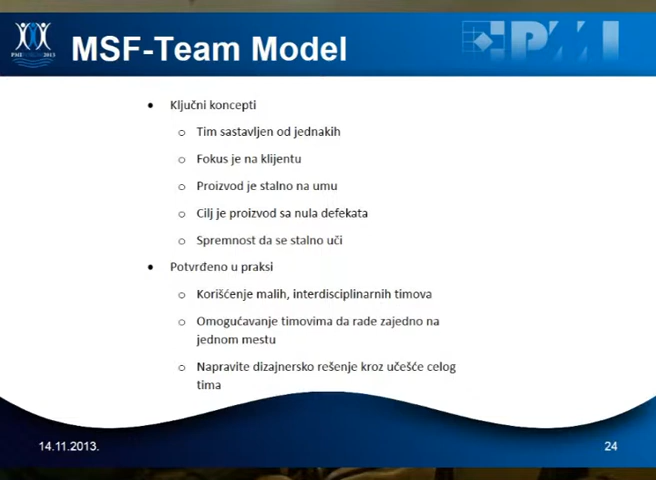 MSF-Team Model
PMI
Ključni koncepti
Tim sastavljen od jednakih
Fokus je na klijentu
Proizvod je stalno na umu
Cilj je proizvod sa nula defekata
Spremnost da se stalno uči
Potvrđeno u praksi
Korišćenje malih, interdisciplinarnih timova
Omogućavanje timovima da rade zajedno na
jednom mestu
Napravite dizajnersko rešenje kroz učešće celog
tima
14.11.2013.
24